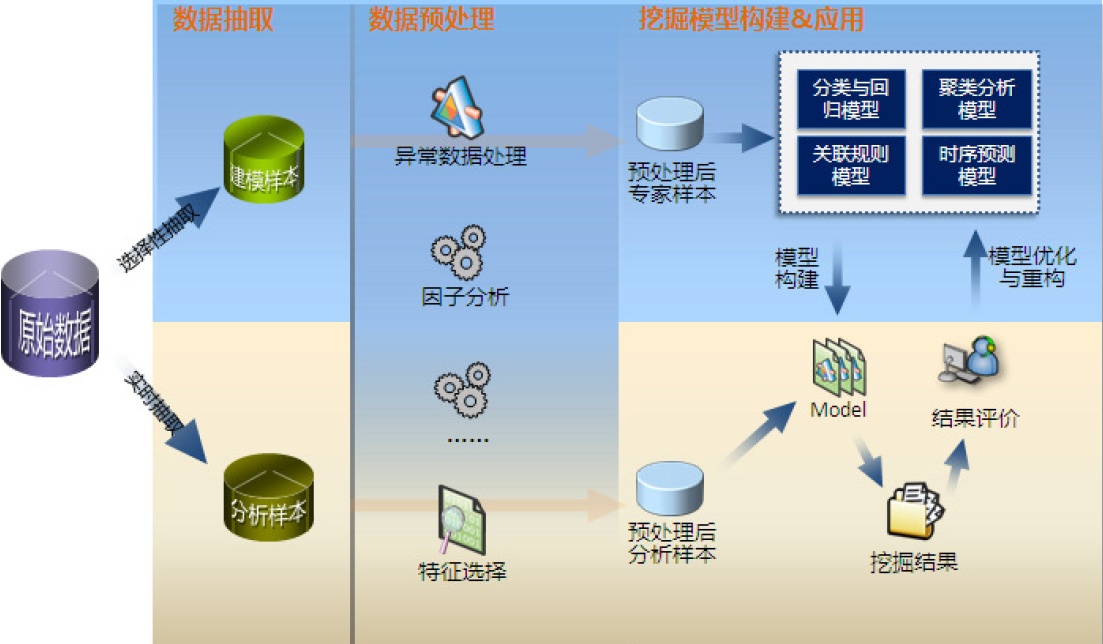 数据抽取
数据预处理
挖掘模型构建&应用
原始数据
选择性抽取
实时抽取
建模样本
分析样本
异常数据处理
因子分析
……
特征选择
预处理后
专家样本
预处理后
分析样本
分类与回
归模型
聚类分析
模型
关联规则
模型
时序预测
模型
模型
构建
模型优化
与重构
Model
结果评价
挖掘结果